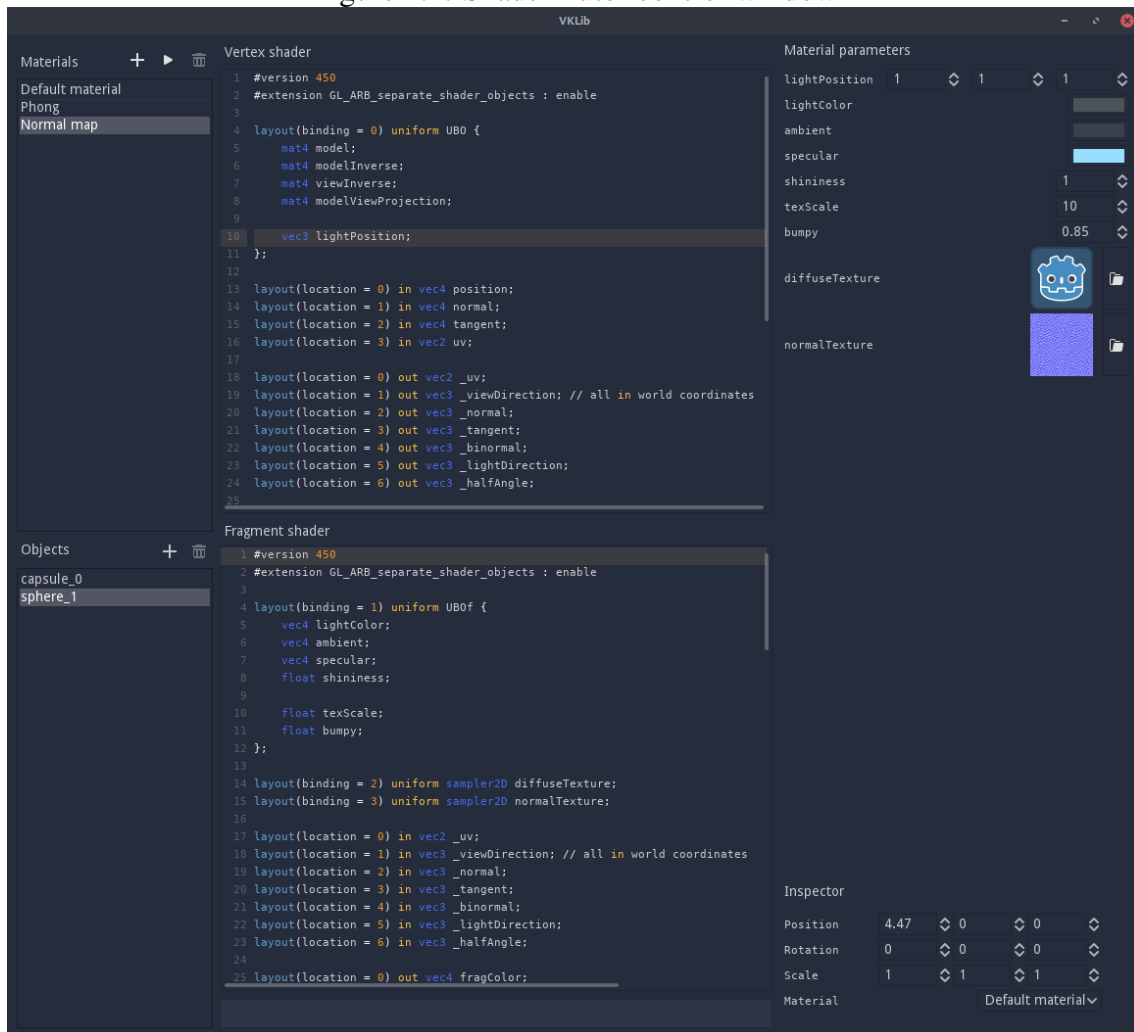 VKLib
Materials
Default material
Phong
Normal map
Objects
capsule_0
sphere_1
Vertex shader
1 #version 450
2 #extension GL_ARB_separate_shader_objects : enable
3
4 layout(binding = 0) uniform UBO {
5 mat4 model;
6 mat4 modelInverse;
7 mat4 viewInverse;
8 mat4 modelViewProjection;
9
10 vec3 lightPosition;
11 };
12
13 layout(location = 0) in vec4 position;
14 layout(location = 1) in vec4 normal;
15 layout(location = 2) in vec4 tangent;
16 layout(location = 3) in vec2 uv;
17
18 layout(location = 0) out vec2 _uv;
19 layout(location = 1) out vec3 _viewDirection; // all in world coordinates
20 layout(location = 2) out vec3 _normal;
21 layout(location = 3) out vec3 _tangent;
22 layout(location = 4) out vec3 _binormal;
23 layout(location = 5) out vec3 _lightDirection;
24 layout(location = 6) out vec3 _halfAngle;
25
Fragment shader
1 #version 450
2 #extension GL_ARB_separate_shader_objects : enable
3
4 layout(binding = 1) uniform UBOf {
5 vec4 lightColor;
6 vec4 ambient;
7 vec4 specular;
8 float shininess;
9
10 float texScale;
11 float bumpy;
12 };
13
14 layout(binding = 2) uniform sampler2D diffuseTexture;
15 layout(binding = 3) uniform sampler2D normalTexture;
16
17 layout(location = 0) in vec2 _uv;
18 layout(location = 1) in vec3 _viewDirection; // all in world coordinates
19 layout(location = 2) in vec3 _normal;
20 layout(location = 3) in vec3 _tangent;
21 layout(location = 4) in vec3 _binormal;
22 layout(location = 5) in vec3 _lightDirection;
23 layout(location = 6) in vec3 _halfAngle;
24
25 layout(location = 0) out vec4 fragColor;
Material parameters
lightPosition 1 1 1
lightColor
ambient
specular
shininess 1
texScale 10
bumpy 0.85
diffuseTexture
normalTexture
Inspector
Position 4.47 0 0
Rotation 0 0 0
Scale 1 1 1
Material Default material